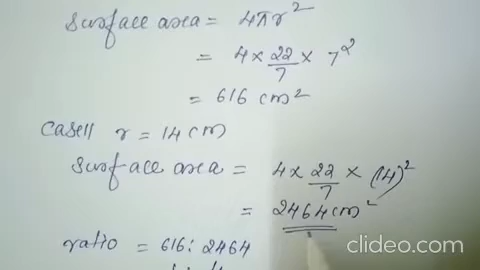 surface area = 4πr²
= 4 × 22/7 × 7²
= 616 cm²
Case II r = 14 cm
surface area = 4 × 22/7 × (14)²
= 2464 cm²
ratio = 616 : 2464
clideo.com